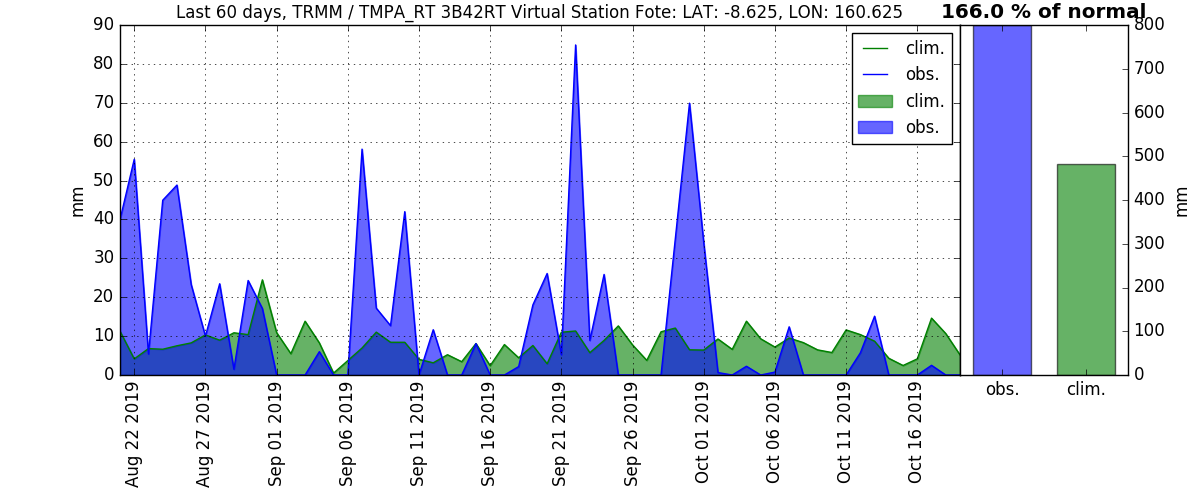 Last 60 days, TRMM / TMPA_RT 3B42RT Virtual Station Fote: LAT: -8.625, LON: 160.625
166.0 % of normal
90
80
70
60
50
40
30
20
10
0
mm
clim.
obs.
clim.
obs.
Aug 22 2019
Aug 27 2019
Sep 01 2019
Sep 06 2019
Sep 11 2019
Sep 16 2019
Sep 21 2019
Sep 26 2019
Oct 01 2019
Oct 06 2019
Oct 11 2019
Oct 16 2019
800
700
600
500
400
300
200
100
0
mm
obs.
clim.